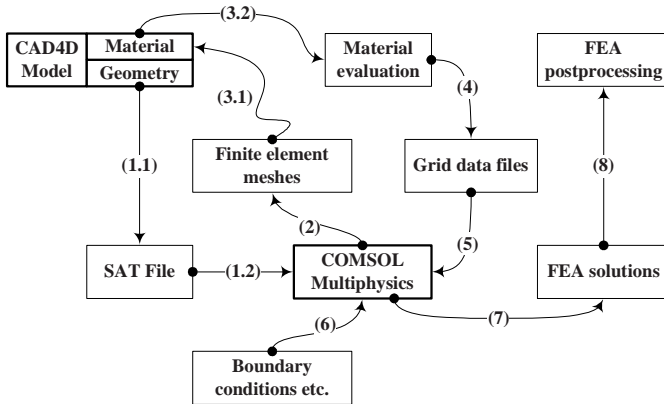 (3.2)
CAD4D
Model
Material
Geometry
Material
evaluation
FEA
postprocessing
(3.1)
(4)
(1.1)
Finite element
meshes
Grid data files
(8)
(2)
(5)
SAT File
(1.2)
COMSOL
Multiphysics
FEA solutions
(6)
(7)
Boundary
conditions etc.